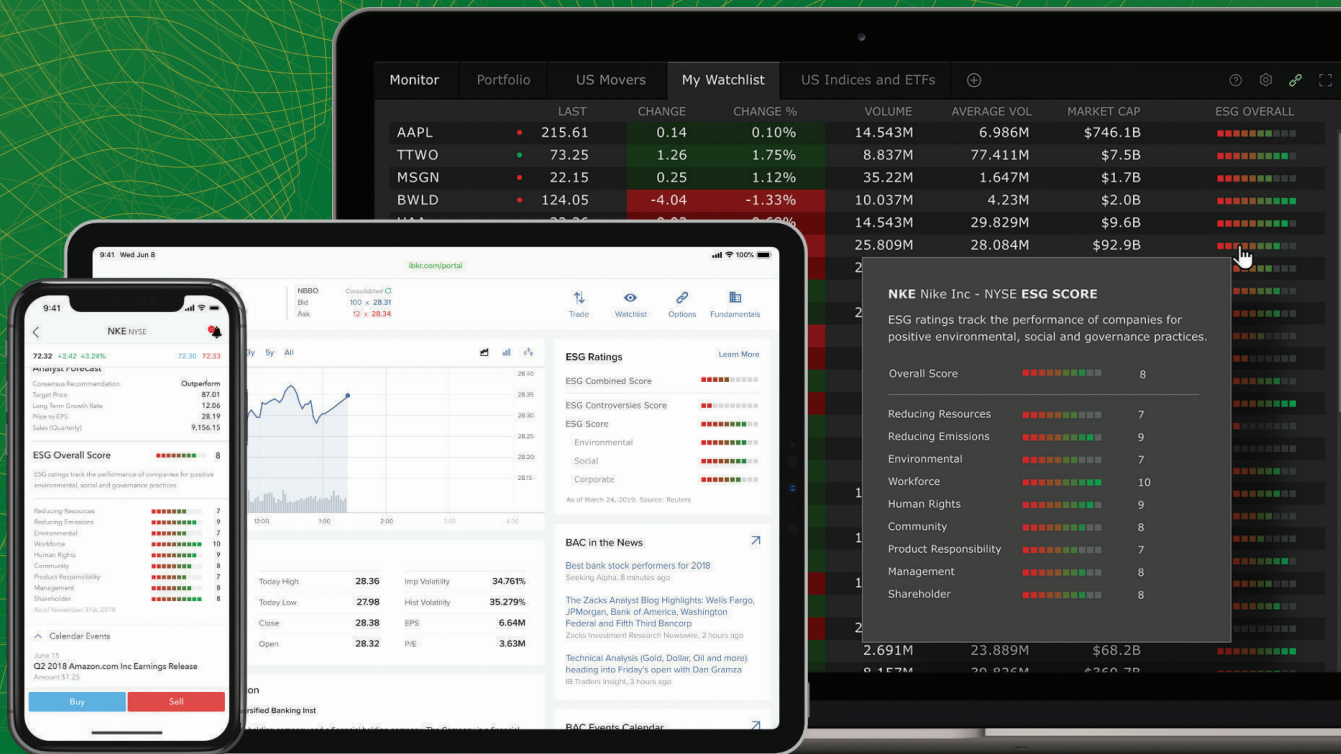 Monitor Portfolio US Movers My Watchlist US Indices and ETFs
LAST CHANGE CHANGE % VOLUME AVERAGE VOL MARKET CAP ESG OVERALL
AAPL 215.61 0.14 0.10% 14.543M 6.986M $746.1B
TTWO 73.25 1.26 1.75% 8.837M 77.411M $7.5B
MSGN 22.15 0.25 1.12% 35.22M 1.647M $1.7B
BWLD 124.05 -4.04 -1.33% 10.037M 4.23M $2.0B
14.543M 29.829M $9.6B
25.809M 28.084M $92.9B
NKE Nike Inc - NYSE ESG SCORE
ESG ratings track the performance of companies for
positive environmental, social and governance practices.
Overall Score 8
Reducing Resources 7
Reducing Emissions 9
Environmental 7
Workforce 10
Human Rights 9
Community 8
Product Responsibility 7
Management 8
Shareholder 8
2.691M 23.889M $68.2B
9:41 Wed Jun 8
100%
ibkr.com/portal
NBBO Consolidated
Bid 100 x 28.31
Ask 12 x 28.34
Trade Watchlist Options Fundamentals
3y 5y All
28.40
28.35
28.30
28.25
28.20
28.15
12:00 1:00 2:00 3:00 4:00
ESG Ratings Learn More
ESG Combined Score
ESG Controversies Score
ESG Score
Environmental
Social
Corporate
As of March 24, 2019, Source: Reuters
Today High 28.36 Imp Volatility 34.761%
Today Low 27.98 Hist Volatility 35.279%
Close 28.38 EPS 6.64M
Open 28.32 P/E 3.63M
BAC in the News
Best bank stock performers for 2018
Seeking Alpha, 8 minutes ago
The Zacks Analyst Blog Highlights: Wells Fargo,
JPMorgan, Bank of America, Washington
Federal and Fifth Third Bancorp
Zacks Investment Research Newswire, 2 hours ago
Technical Analysis (Gold, Dollar, Oil and more)
heading into Friday's open with Dan Gramza
IB Traders Insight, 3 hours ago
BAC Events Calendar
ersified Banking Inst
9:41
NKE NYSE
72.32 +2.42 +3.24% 72.30 72.33
Analyst Forecast
Consensus Recommendation Outperform
Target Price 87.01
Long Term Growth Rate 12.06
Price to EPS 28.19
Sales (Quarterly) 9,156.15
ESG Overall Score 8
ESG ratings track the performance of companies for positive
environmental, social and governance practices.
Reducing Resources 7
Reducing Emissions 9
Environmental 7
Workforce 10
Human Rights 9
Community 8
Product Responsibility 7
Management 8
Shareholder 8
As of November 31st, 2018
Calendar Events
June 15
Q2 2018 Amazon.com Inc Earnings Release
Amount $1.25
Buy Sell